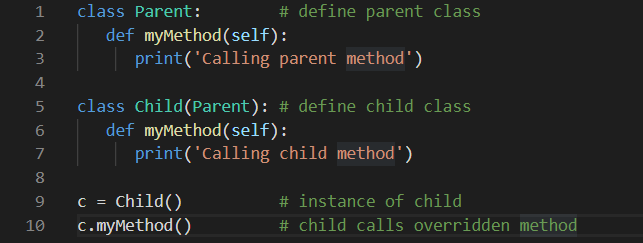 1 class Parent:        # define parent class
2    def myMethod(self):
3       print('Calling parent method')
4
5 class Child(Parent): # define child class
6    def myMethod(self):
7       print('Calling child method')
8
9 c = Child()          # instance of child
10 c.myMethod()         # child calls overridden method